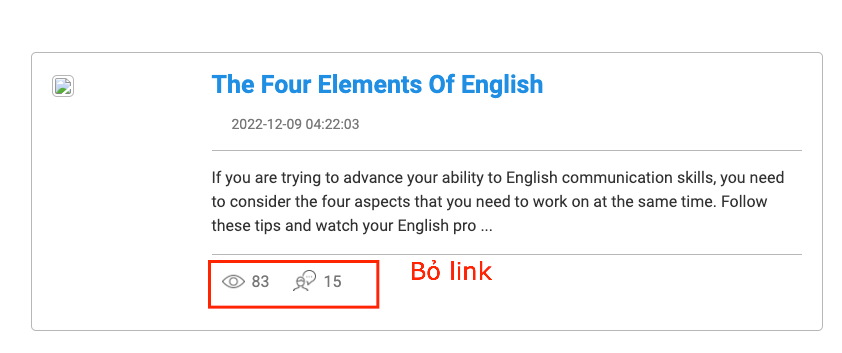 The Four Elements Of English
2022-12-09 04:22:03
If you are trying to advance your ability to English communication skills, you need
to consider the four aspects that you need to work on at the same time. Follow
these tips and watch your English pro ...
83 15 Bỏ link